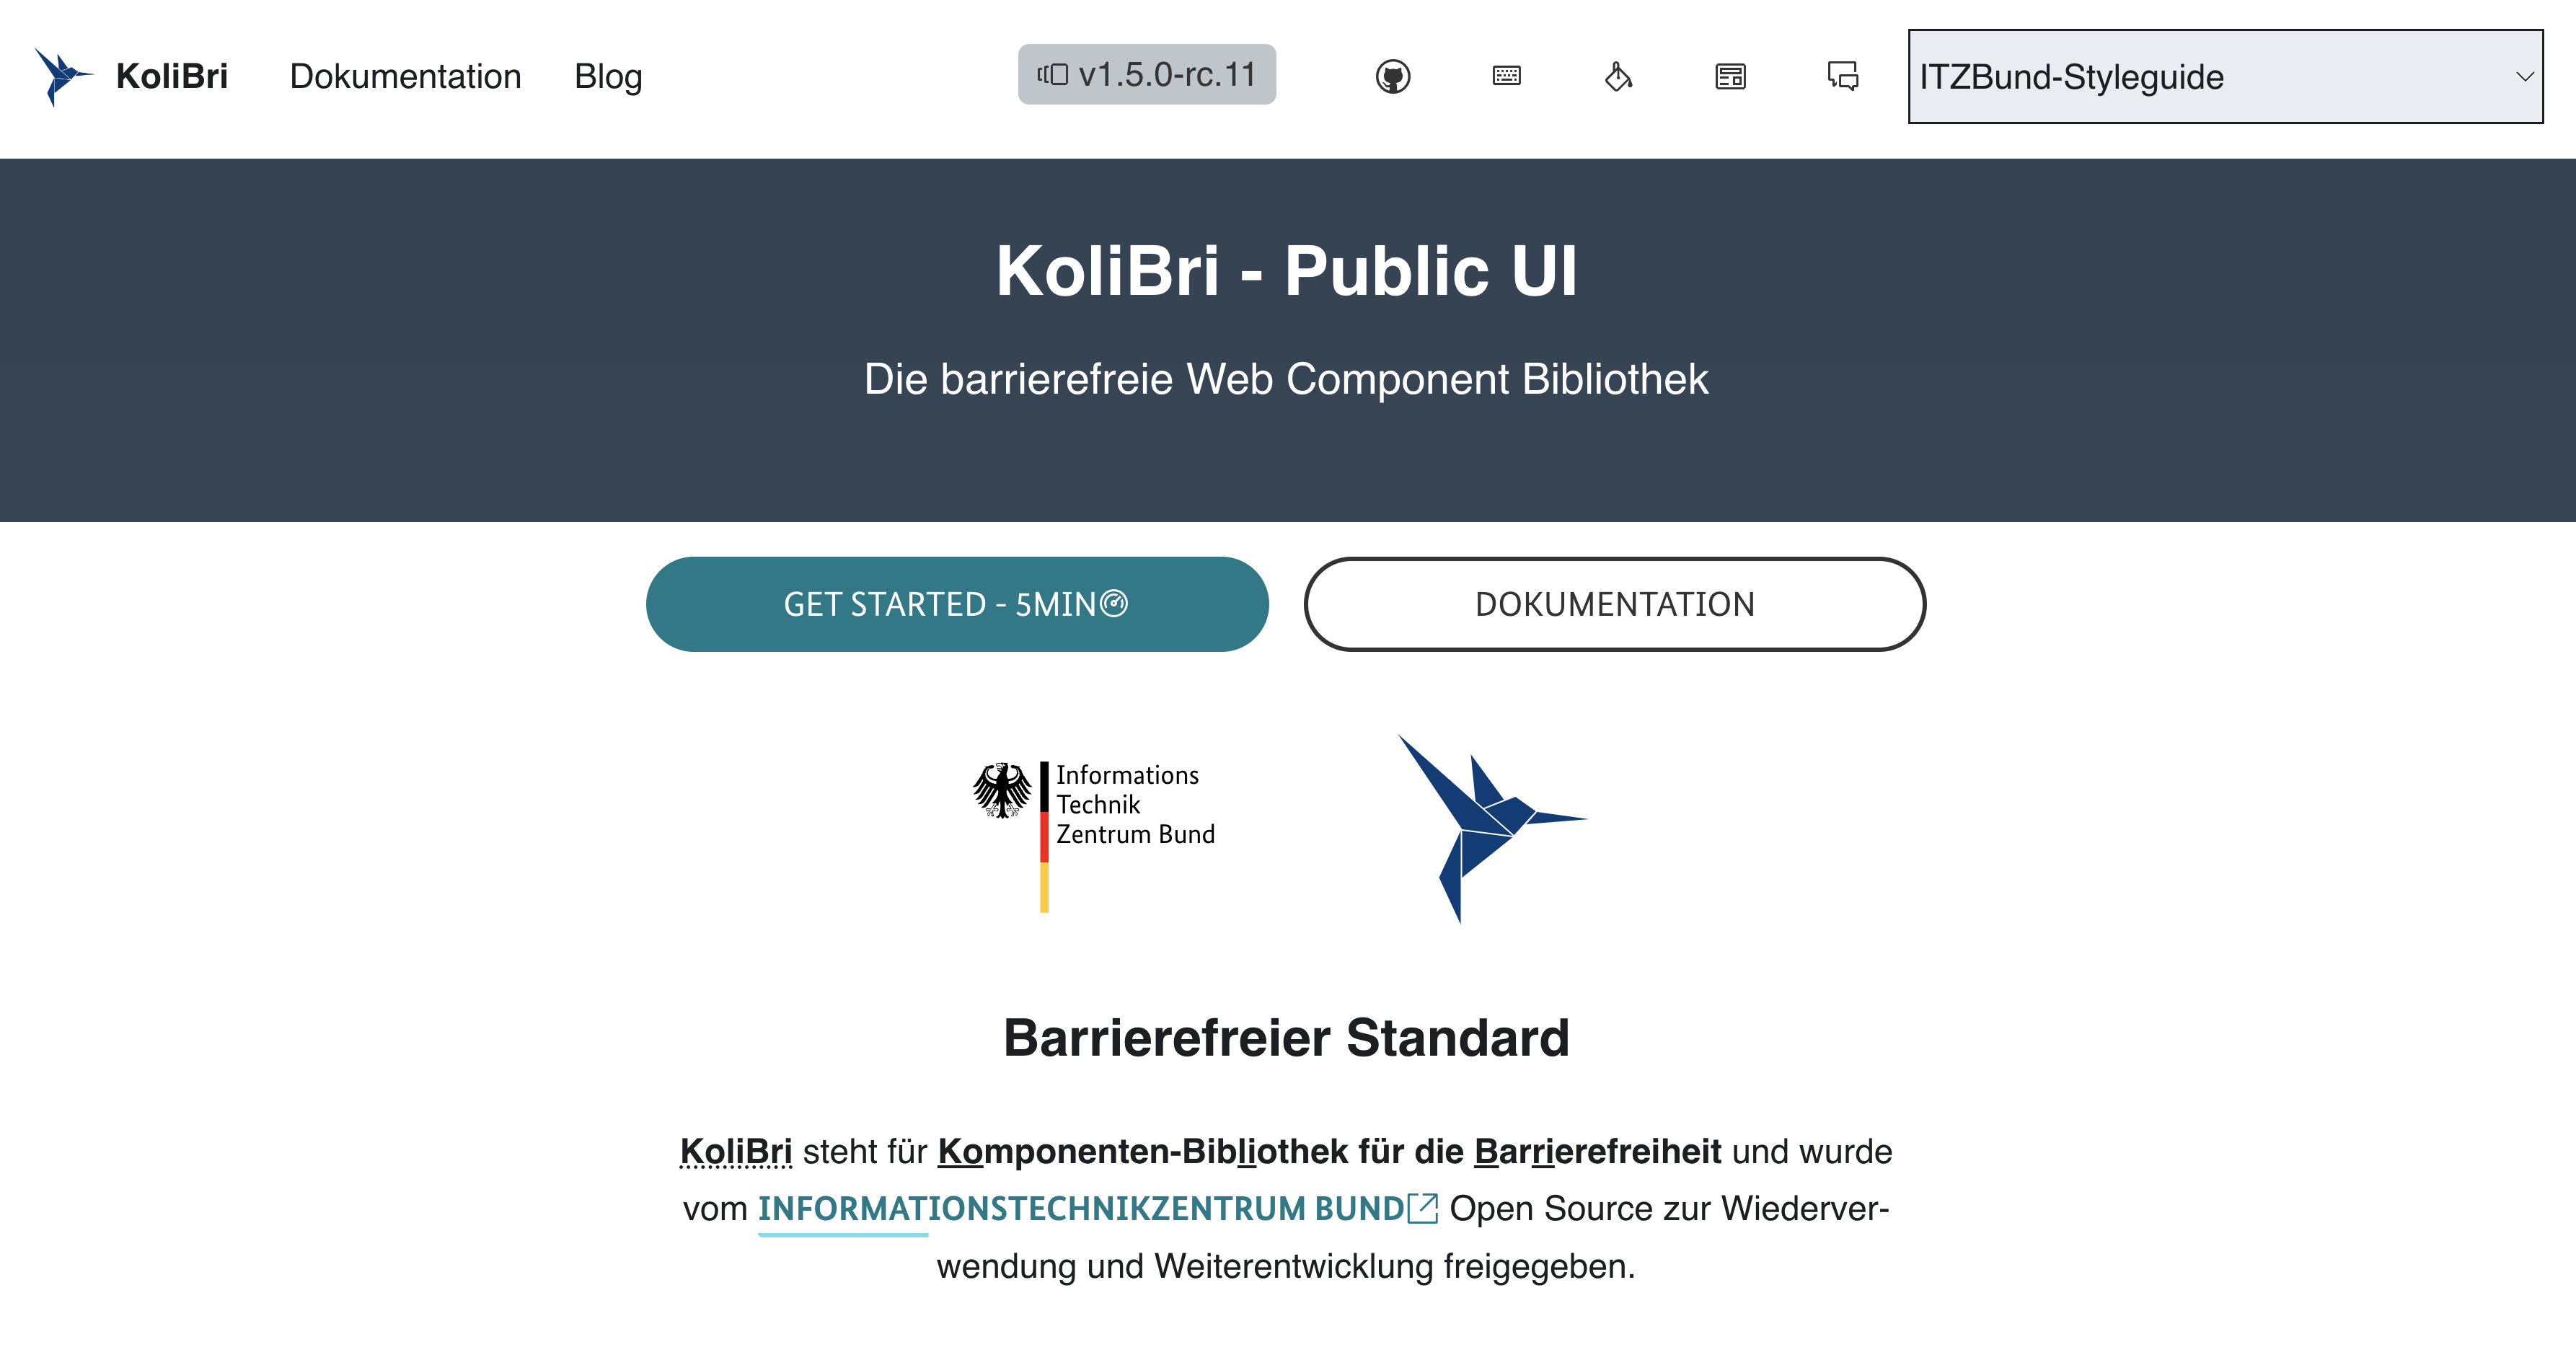 KoliBri Dokumentation Blog v1.5.0-rc.11 ITZBund-Styleguide
KoliBri - Public UI
Die barrierefreie Web Component Bibliothek
GET STARTED - 5MIN DOKUMENTATION
Informations
Technik
Zentrum Bund
Barrierefreier Standard
KoliBri steht für Komponenten-Bibliothek für die Barrierefreiheit und wurde
vom INFORMATIONSTECHNIKZENTRUM BUND Open Source zur Wiederver-
wendung und Weiterentwicklung freigegeben.